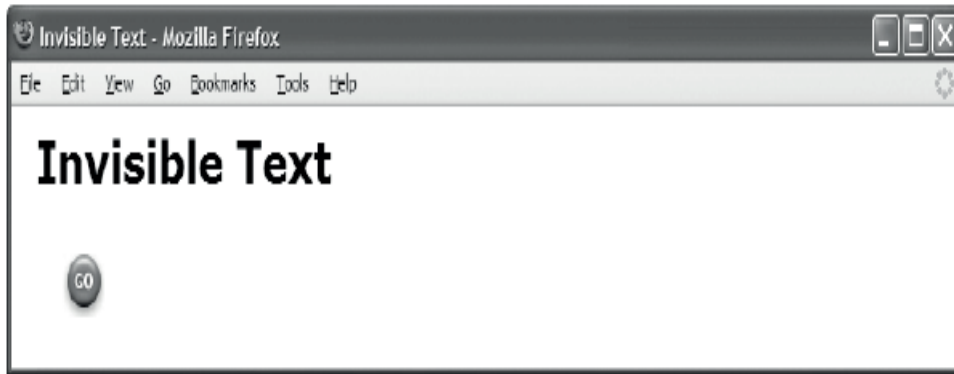 Invisible Text - Mozilla Firefox
File Edit View Go Bookmarks Tools Help
Invisible Text
GO